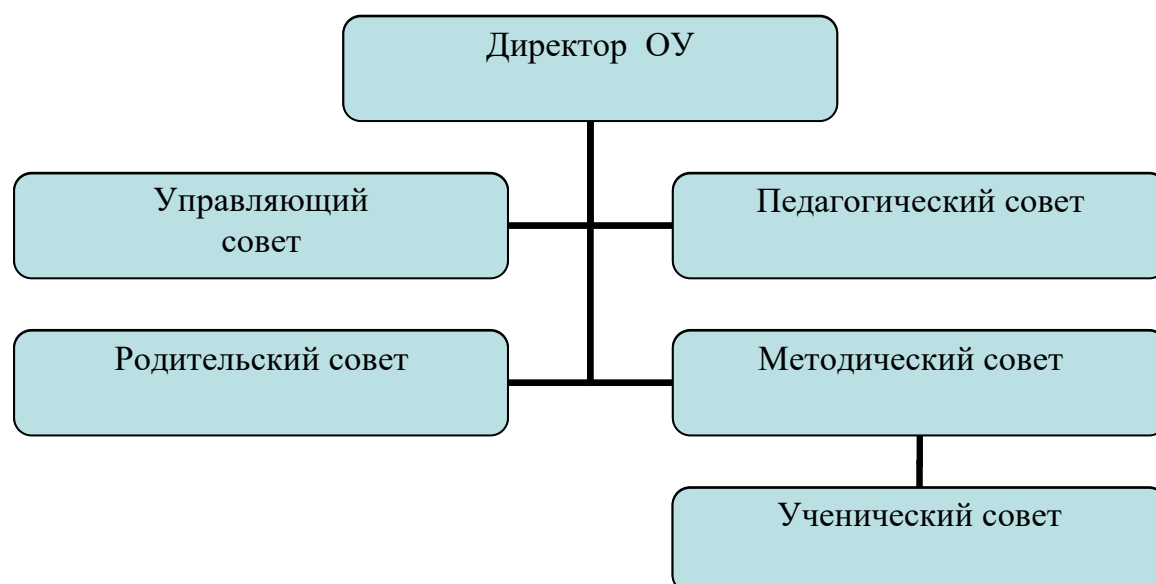 Директор ОУ
Управляющий
совет
Педагогический совет
Родительский совет
Методический совет
Ученический совет